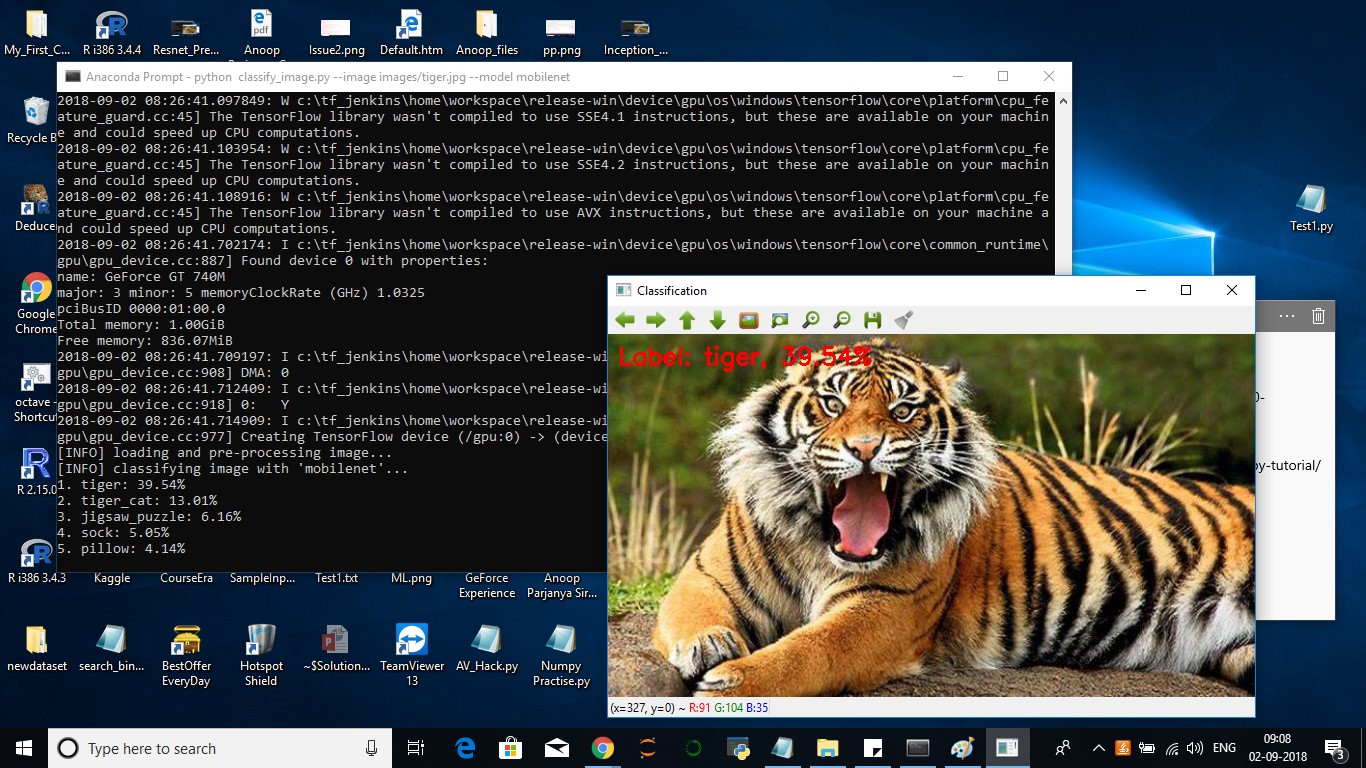 My_First_C...
R i386 3.4.4
Resnet_Pre...
Anoop
Issue2.png
Default.htm
Anoop_files
pp.png
Inception_...
Anaconda Prompt - python  classify_image.py --image images/tiger.jpg --model mobilenet
2018-09-02 08:26:41.097849: W c:\tf_jenkins\home\workspace\release-win\device\gpu\os\windows\tensorflow\core\platform\cpu_fe
ature_guard.cc:45] The TensorFlow library wasn't compiled to use SSE4.1 instructions, but these are available on your machin
e and could speed up CPU computations.
2018-09-02 08:26:41.103954: W c:\tf_jenkins\home\workspace\release-win\device\gpu\os\windows\tensorflow\core\platform\cpu_fe
ature_guard.cc:45] The TensorFlow library wasn't compiled to use SSE4.2 instructions, but these are available on your machin
e and could speed up CPU computations.
2018-09-02 08:26:41.108916: W c:\tf_jenkins\home\workspace\release-win\device\gpu\os\windows\tensorflow\core\platform\cpu_fe
ature_guard.cc:45] The TensorFlow library wasn't compiled to use AVX instructions, but these are available on your machine a
nd could speed up CPU computations.
2018-09-02 08:26:41.702174: I c:\tf_jenkins\home\workspace\release-win\device\gpu\os\windows\tensorflow\core\common_runtime\
gpu\gpu_device.cc:887] Found device 0 with properties:
name: GeForce GT 740M
major: 3 minor: 5 memoryClockRate (GHz) 1.0325
pciBusID 0000:01:00.0
Total memory: 1.00GiB
Free memory: 836.07MiB
2018-09-02 08:26:41.709197: I c:\tf_jenkins\home\workspace\release-wi
gpu\gpu_device.cc:908] DMA: 0
2018-09-02 08:26:41.712409: I c:\tf_jenkins\home\workspace\release-wi
gpu\gpu_device.cc:918] 0:   Y
2018-09-02 08:26:41.714909: I c:\tf_jenkins\home\workspace\release-wi
gpu\gpu_device.cc:977] Creating TensorFlow device (/gpu:0) -> (device
[INFO] loading and pre-processing image...
[INFO] classifying image with 'mobilenet'...
1. tiger: 39.54%
2. tiger_cat: 13.01%
3. jigsaw_puzzle: 6.16%
4. sock: 5.05%
5. pillow: 4.14%
Recycle B
Deducer
Google
Chrome
octave -
Shortcut
R 2.15.0
Test1.py
Classification
Label: tiger, 39.54%
(x=327, y=0) ~ R:91 G:104 B:35
0-
by-tutorial/
R i386 3.4.3
Kaggle
CourseEra
SampleInp...
Test1.txt
ML.png
GeForce
Experience
Anoop
Parjanya Sir...
newdataset
search_bin...
BestOffer
EveryDay
Hotspot
Shield
~$Solution...
TeamViewer
13
AV_Hack.py
Numpy
Practise.py
Type here to search
ENG
09:08
02-09-2018
3